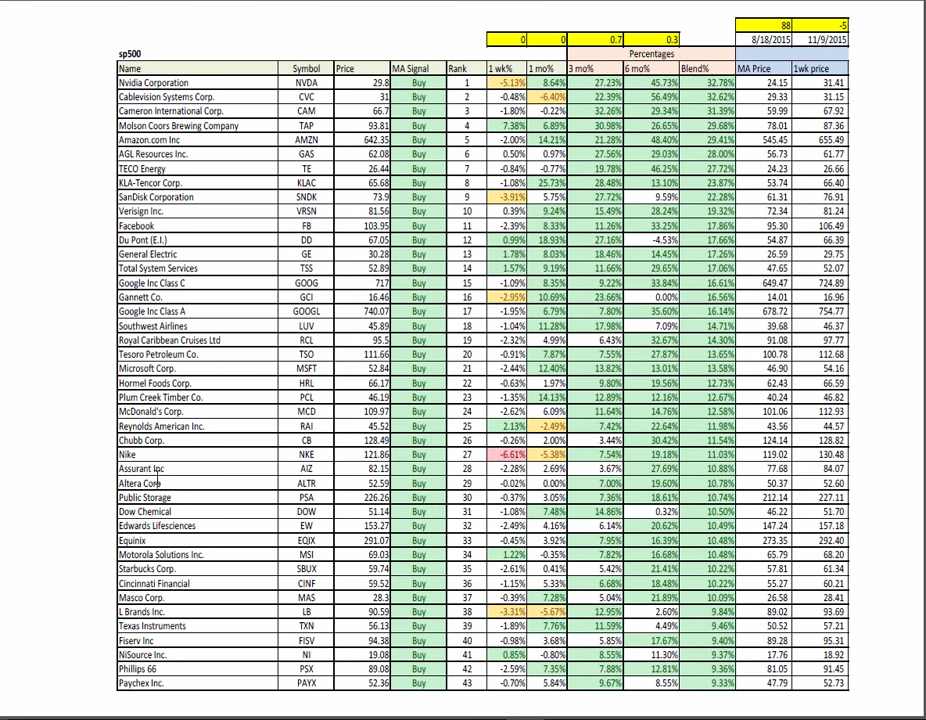 88 -5
0 0 0.7 0.3 8/18/2015 11/9/2015
sp500 Percentages
Name Symbol Price MA Signal Rank 1 wk% 1 mo% 3 mo% 6 mo% Blend% MA Price 1wk price
Nvidia Corporation NVDA 29.8 Buy 1 -5.13% 8.64% 27.23% 45.73% 32.78% 24.15 31.41
Cablevision Systems Corp. CVC 31 Buy 2 -0.48% -6.40% 22.39% 56.49% 32.62% 29.33 31.15
Cameron International Corp. CAM 66.7 Buy 3 -1.80% -0.22% 32.26% 29.34% 31.39% 59.99 67.92
Molson Coors Brewing Company TAP 93.81 Buy 4 7.38% 6.89% 30.98% 26.65% 29.68% 78.01 87.36
Amazon.com Inc AMZN 642.35 Buy 5 -2.00% 14.21% 21.28% 48.40% 29.41% 545.45 655.49
AGL Resources Inc. GAS 62.08 Buy 6 0.50% 0.97% 27.56% 29.03% 28.00% 56.73 61.77
TECO Energy TE 26.44 Buy 7 -0.84% -0.77% 19.78% 46.25% 27.72% 24.23 26.66
KLA-Tencor Corp. KLAC 65.68 Buy 8 -1.08% 25.73% 28.48% 13.10% 23.87% 53.74 66.40
SanDisk Corporation SNDK 73.9 Buy 9 -3.91% 5.75% 27.72% 9.59% 22.28% 61.31 76.91
Verisign Inc. VRSN 81.56 Buy 10 0.39% 9.24% 15.49% 28.24% 19.32% 72.34 81.24
Facebook FB 103.95 Buy 11 -2.39% 8.33% 11.26% 33.25% 17.86% 95.30 106.49
Du Pont (E.I.) DD 67.05 Buy 12 0.99% 18.93% 27.16% -4.53% 17.66% 54.87 66.39
General Electric GE 30.28 Buy 13 1.78% 8.03% 18.46% 14.45% 17.26% 26.59 29.75
Total System Services TSS 52.89 Buy 14 1.57% 9.19% 11.66% 29.65% 17.06% 47.65 52.07
Google Inc Class C GOOG 717 Buy 15 -1.09% 8.35% 9.22% 33.84% 16.61% 649.47 724.89
Gannett Co. GCI 16.46 Buy 16 -2.95% 10.69% 23.66% 0.00% 16.56% 14.01 16.96
Google Inc Class A GOOGL 740.07 Buy 17 -1.95% 6.79% 7.80% 35.60% 16.14% 678.72 754.77
Southwest Airlines LUV 45.89 Buy 18 -1.04% 11.28% 17.98% 7.09% 14.71% 39.68 46.37
Royal Caribbean Cruises Ltd RCL 95.5 Buy 19 -2.32% 4.99% 6.43% 32.67% 14.30% 91.08 97.77
Tesoro Petroleum Co. TSO 111.66 Buy 20 -0.91% 7.87% 7.55% 27.87% 13.65% 100.78 112.68
Microsoft Corp. MSFT 52.84 Buy 21 -2.44% 12.40% 13.82% 13.01% 13.58% 46.90 54.16
Hormel Foods Corp. HRL 66.17 Buy 22 -0.63% 1.97% 9.80% 19.56% 12.73% 62.43 66.59
Plum Creek Timber Co. PCL 46.19 Buy 23 -1.35% 14.13% 12.89% 12.16% 12.67% 40.24 46.82
McDonald's Corp. MCD 109.97 Buy 24 -2.62% 6.09% 11.64% 14.76% 12.58% 101.06 112.93
Reynolds American Inc. RAI 45.52 Buy 25 2.13% -2.49% 7.42% 22.64% 11.98% 43.56 44.57
Chubb Corp. CB 128.49 Buy 26 -0.26% 2.00% 3.44% 30.42% 11.54% 124.14 128.82
Nike NKE 121.86 Buy 27 -6.61% -5.38% 7.54% 19.18% 11.03% 119.02 130.48
Assurant Inc AIZ 82.15 Buy 28 -2.28% 2.69% 3.67% 27.69% 10.88% 77.68 84.07
Altera Corp ALTR 52.59 Buy 29 -0.02% 0.00% 7.00% 19.60% 10.78% 50.37 52.60
Public Storage PSA 226.26 Buy 30 -0.37% 3.05% 7.36% 18.61% 10.74% 212.14 227.11
Dow Chemical DOW 51.14 Buy 31 -1.08% 7.48% 14.86% 0.32% 10.50% 46.22 51.70
Edwards Lifesciences EW 153.27 Buy 32 -2.49% 4.16% 6.14% 20.62% 10.49% 147.24 157.18
Equinix EQIX 291.07 Buy 33 -0.45% 3.92% 7.95% 16.39% 10.48% 273.35 292.40
Motorola Solutions Inc. MSI 69.03 Buy 34 1.22% -0.35% 7.82% 16.68% 10.48% 65.79 68.20
Starbucks Corp. SBUX 59.74 Buy 35 -2.61% 0.41% 5.42% 21.41% 10.22% 57.81 61.34
Cincinnati Financial CINF 59.52 Buy 36 -1.15% 5.33% 6.68% 18.48% 10.22% 55.27 60.21
Masco Corp. MAS 28.3 Buy 37 -0.39% 7.28% 5.04% 21.89% 10.09% 26.58 28.41
L Brands Inc. LB 90.59 Buy 38 -3.31% -5.67% 12.95% 2.60% 9.84% 89.02 93.69
Texas Instruments TXN 56.13 Buy 39 -1.89% 7.76% 11.59% 4.49% 9.46% 50.52 57.21
Fiserv Inc FISV 94.38 Buy 40 -0.98% 3.68% 5.85% 17.67% 9.40% 89.28 95.31
NiSource Inc. NI 19.08 Buy 41 0.85% -0.80% 8.55% 11.30% 9.37% 17.76 18.92
Phillips 66 PSX 89.08 Buy 42 -2.59% 7.35% 7.88% 12.81% 9.36% 81.05 91.45
Paychex Inc. PAYX 52.36 Buy 43 -0.70% 5.84% 9.67% 8.55% 9.33% 47.79 52.73